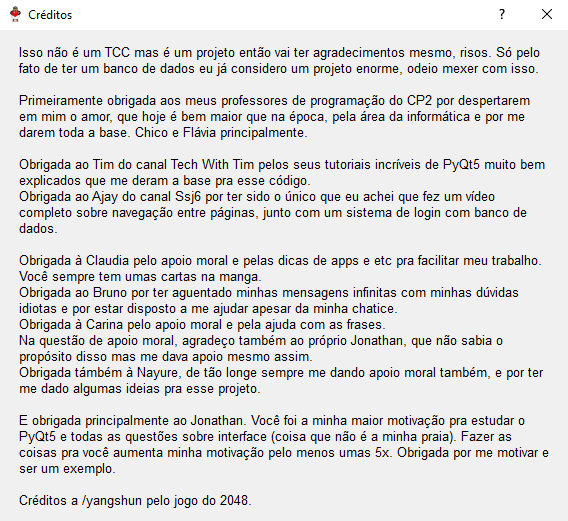 Créditos
Isso não é um TCC mas é um projeto então vai ter agradecimentos mesmo, risos. Só pelo
fato de ter um banco de dados eu já considero um projeto enorme, odeio mexer com isso.
Primeiramente obrigada aos meus professores de programação do CP2 por despertarem
em mim o amor, que hoje é bem maior que na época, pela área da informática e por me
darem toda a base. Chico e Flávia principalmente.
Obrigada ao Tim do canal Tech With Tim pelos seus tutoriais incríveis de PyQt5 muito bem
explicados que me deram a base pra esse código.
Obrigada ao Ajay do canal Ssj6 por ter sido o único que eu achei que fez um vídeo
completo sobre navegação entre páginas, junto com um sistema de login com banco de
dados.
Obrigada à Claudia pelo apoio moral e pelas dicas de apps e etc pra facilitar meu trabalho.
Você sempre tem umas cartas na manga.
Obrigada ao Bruno por ter aguentado minhas mensagens infinitas com minhas dúvidas
idiotas e por estar disposto a me ajudar apesar da minha chatice.
Obrigada à Carina pelo apoio moral e pela ajuda com as frases.
Na questão de apoio moral, agradeço também ao próprio Jonathan, que não sabia o
propósito disso mas me dava apoio mesmo assim.
Obrigada támbém à Nayure, de tão longe sempre me dando apoio moral também, e por ter
me dado algumas ideias pra esse projeto.
E obrigada principalmente ao Jonathan. Você foi a minha maior motivação pra estudar o
PyQt5 e todas as questões sobre interface (coisa que não é a minha praia). Fazer as
coisas pra você aumenta minha motivação pelo menos umas 5x. Obrigada por me motivar e
ser um exemplo.
Créditos a /yangshun pelo jogo do 2048.